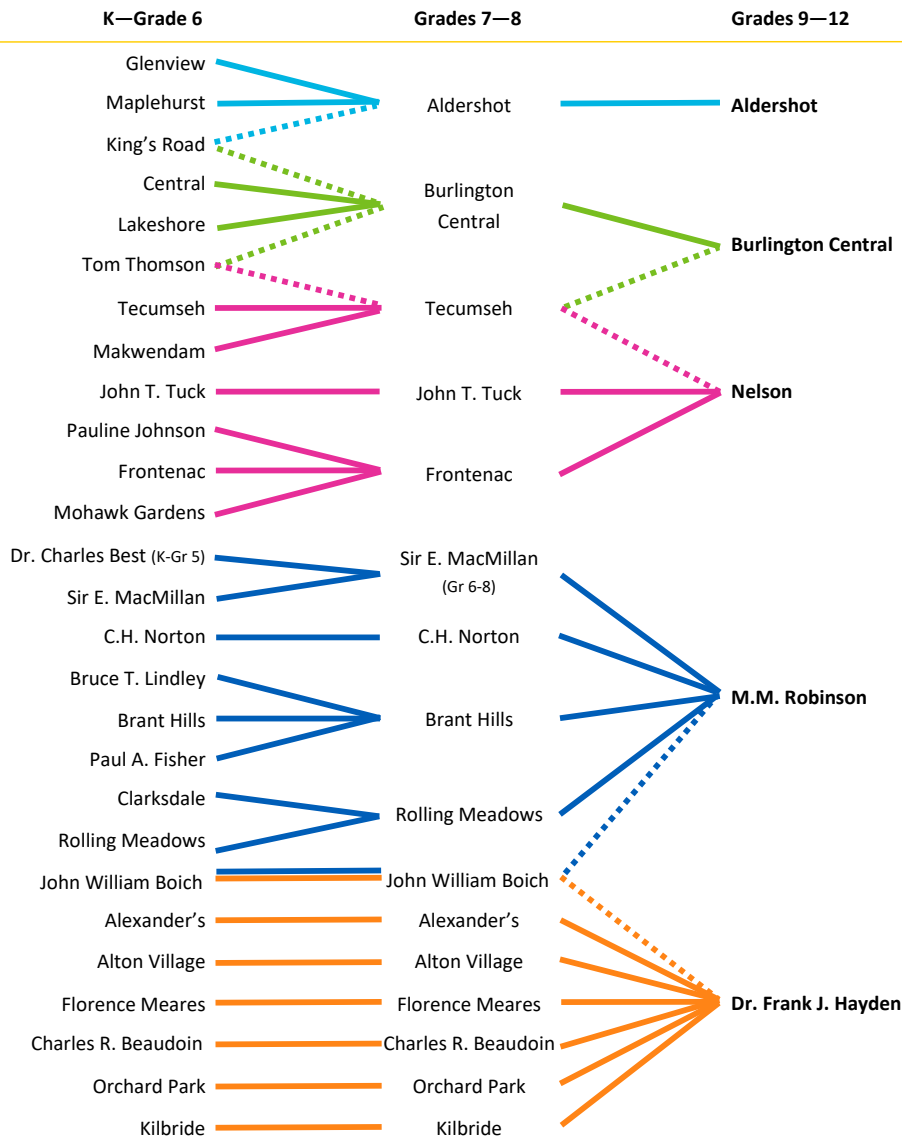 K—Grade 6 Grades 7—8 Grades 9—12
Glenview
Maplehurst Aldershot Aldershot
King's Road
Central Burlington
Central
Lakeshore Burlington Central
Tom Thomson
Tecumseh Tecumseh
Makwendam
John T. Tuck John T. Tuck Nelson
Pauline Johnson
Frontenac Frontenac
Mohawk Gardens
Dr. Charles Best (K-Gr 5) Sir E. MacMillan
(Gr 6-8)
Sir E. MacMillan
C.H. Norton C.H. Norton
Bruce T. Lindley M.M. Robinson
Brant Hills Brant Hills
Paul A. Fisher
Clarksdale
Rolling Meadows Rolling Meadows
John William Boich John William Boich
Alexander's Alexander's
Alton Village Alton Village
Florence Meares Florence Meares Dr. Frank J. Hayden
Charles R. Beaudoin Charles R. Beaudoin
Orchard Park Orchard Park
Kilbride Kilbride